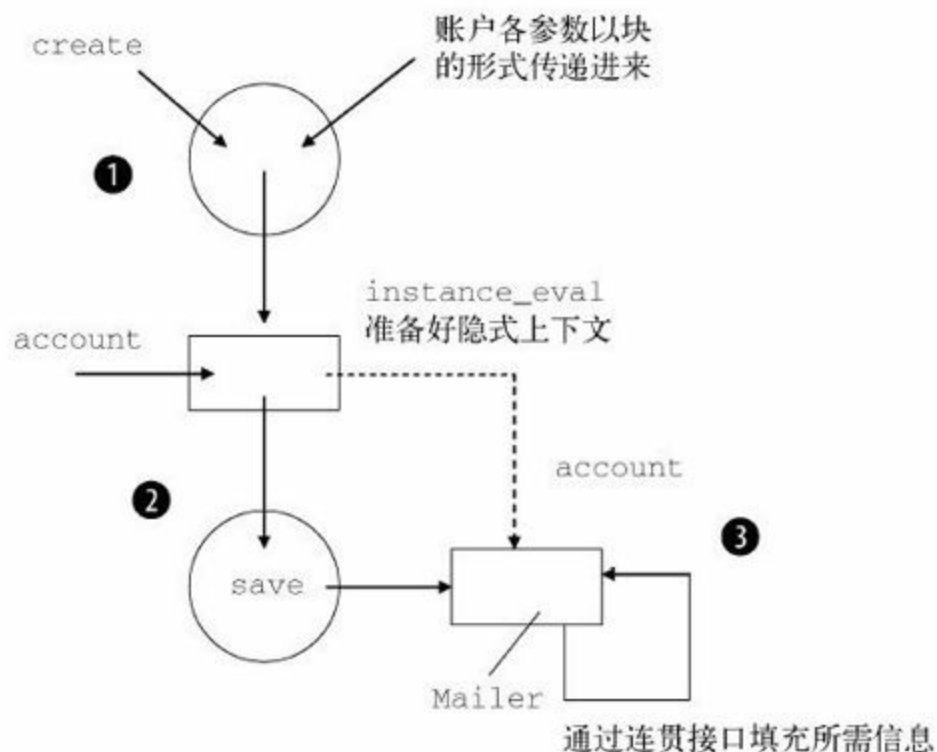 create
账户各参数以块
的形式传递进来
❶
instance_eval
准备好隐式上下文
account
account
❷
❸
save
Mailer
通过连贯接口填充所需信息